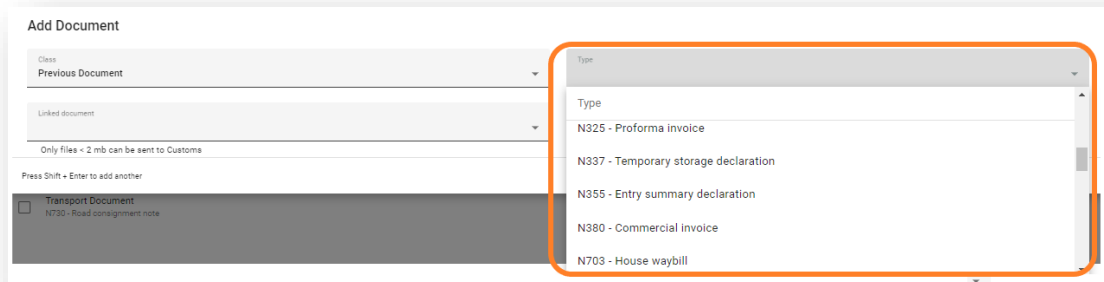 Add Document
Class
Previous Document
Type
Linked document
Only files < 2 mb can be sent to Customs
Press Shift + Enter to add another
Transport Document
N730 - Road consignment note
Type
N325 - Proforma invoice
N337 - Temporary storage declaration
N355 - Entry summary declaration
N380 - Commercial invoice
N703 - House waybill